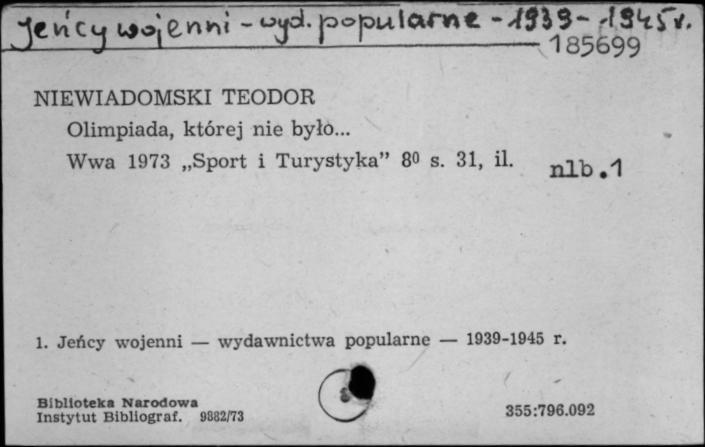 Jeńcy wojenni - wyd. popularne - 1939-1945 r.
185699
NIEWIADOMSKI TEODOR
Olimpiada, której nie było...
Wwa 1973 „Sport i Turystyka” 8⁰ s. 31, il. nlb.1
1. Jeńcy wojenni — wydawnictwa popularne — 1939-1945 r.
Biblioteka Narodowa
Instytut Bibliograf. 9882/73
355:796.092